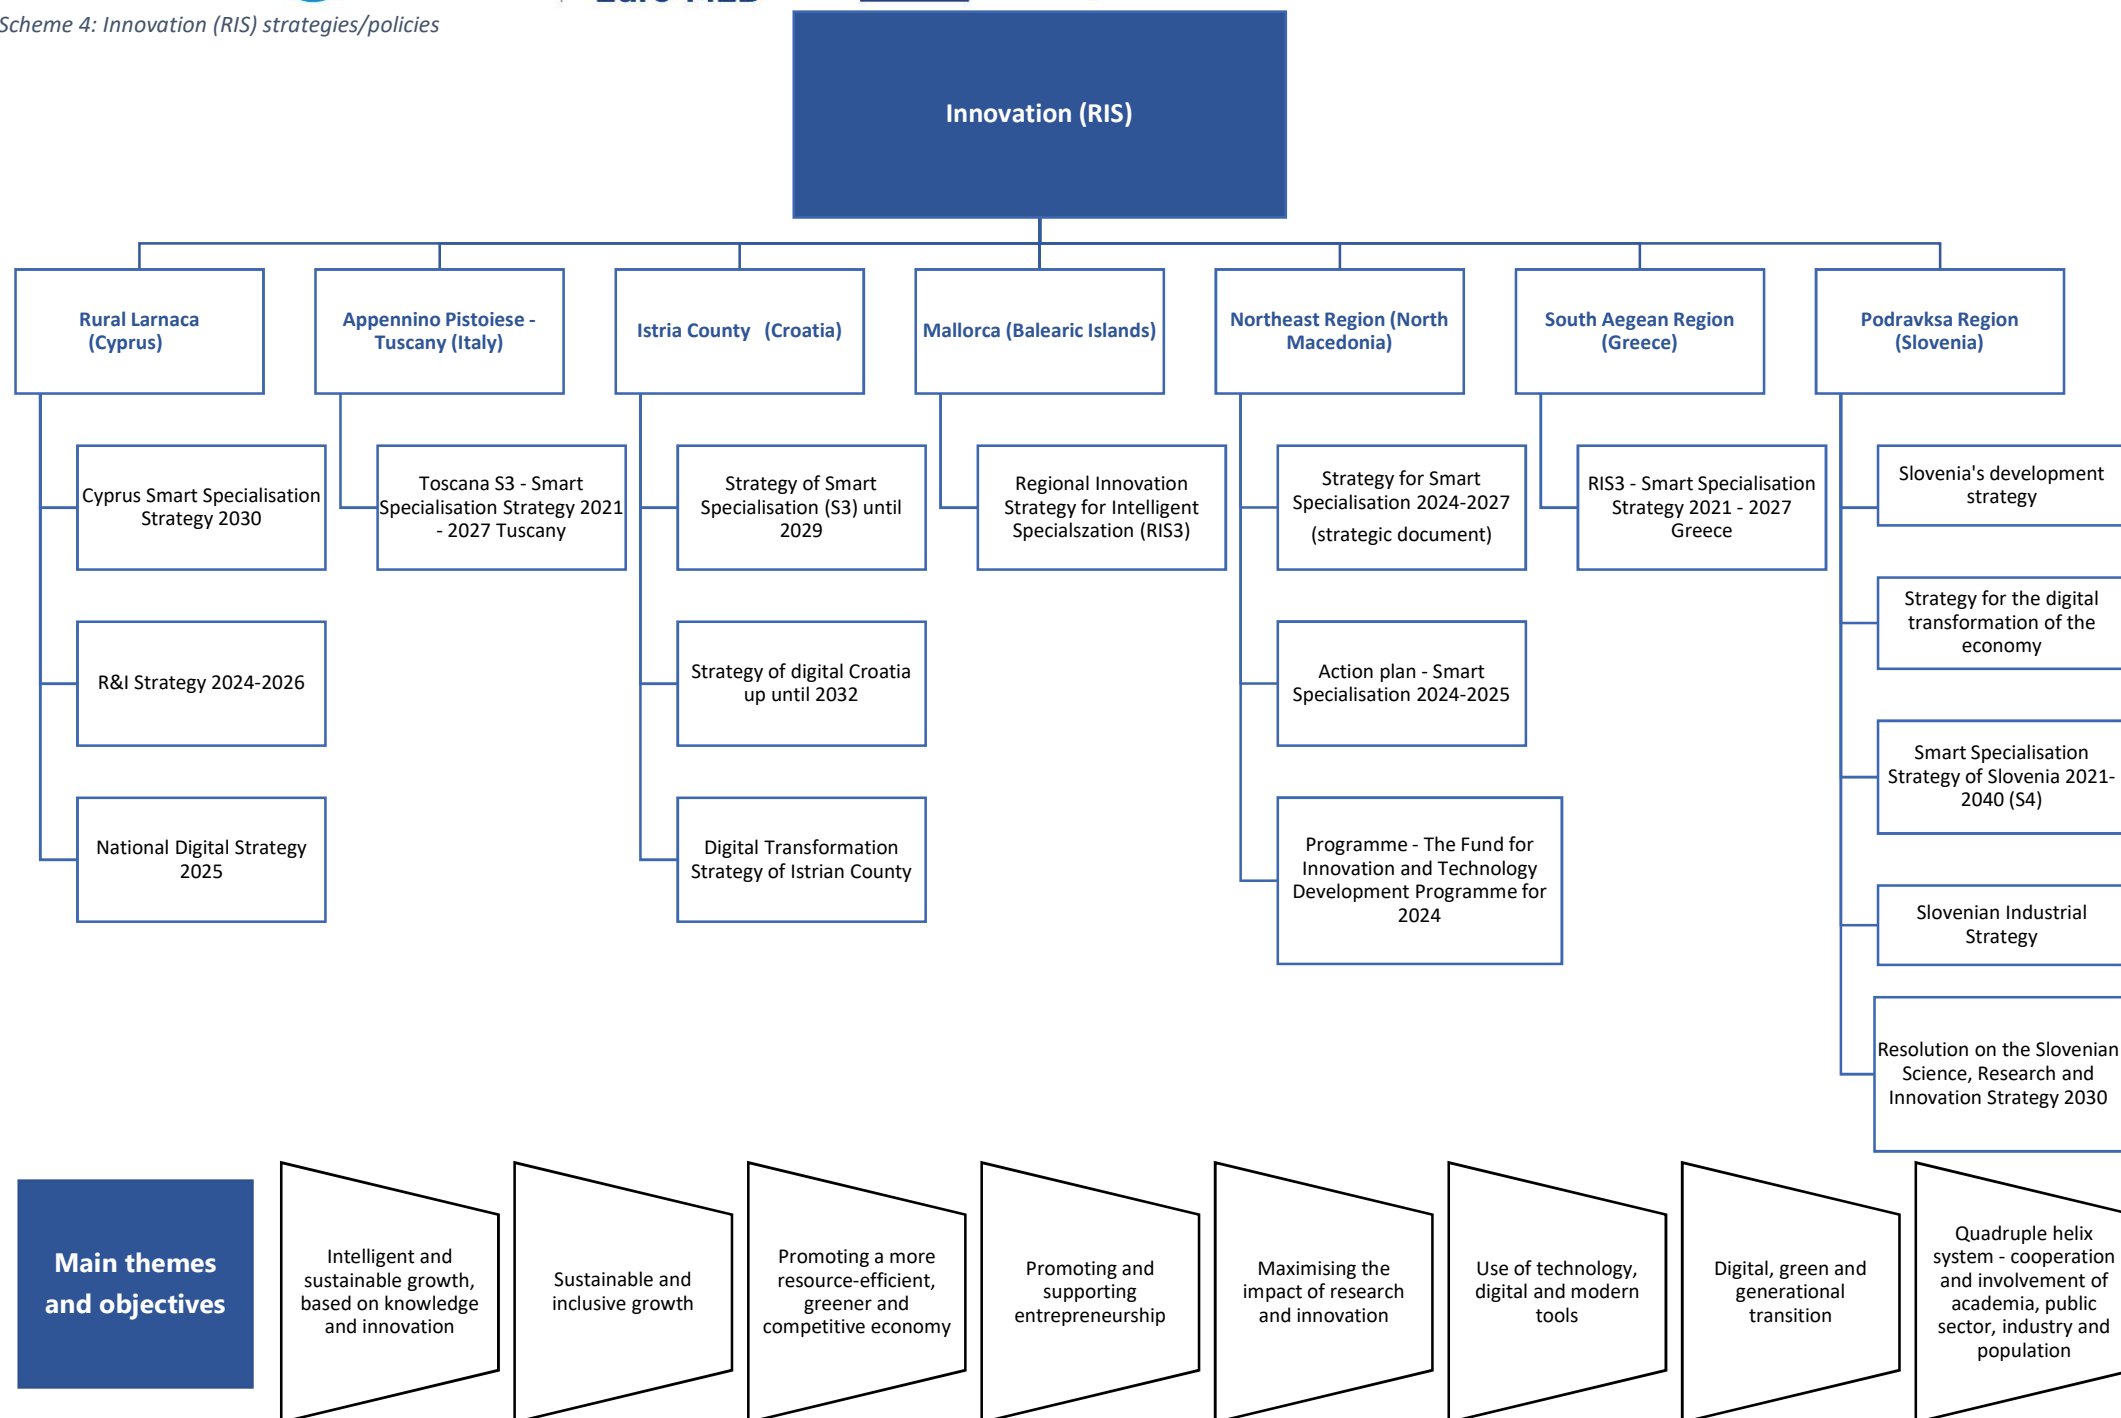 Scheme 4: Innovation (RIS) strategies/policies
Innovation (RIS)
Rural Larnaca
(Cyprus)
Appennino Pistoiese -
Tuscany (Italy)
Istria County (Croatia)
Mallorca (Balearic Islands)
Northeast Region (North
Macedonia)
South Aegean Region
(Greece)
Podravksa Region
(Slovenia)
Cyprus Smart Specialisation
Strategy 2030
R&I Strategy 2024-2026
National Digital Strategy
2025
Toscana S3 - Smart
Specialisation Strategy 2021
- 2027 Tuscany
Strategy of Smart
Specialisation (S3) until
2029
Strategy of digital Croatia
up until 2032
Digital Transformation
Strategy of Istrian County
Regional Innovation
Strategy for Intelligent
Specialszation (RIS3)
Strategy for Smart
Specialisation 2024-2027
(strategic document)
Action plan - Smart
Specialisation 2024-2025
Programme - The Fund for
Innovation and Technology
Development Programme for
2024
RIS3 - Smart Specialisation
Strategy 2021 - 2027
Greece
Slovenia's development
strategy
Strategy for the digital
transformation of the
economy
Smart Specialisation
Strategy of Slovenia 2021-
2040 (S4)
Slovenian Industrial
Strategy
Resolution on the Slovenian
Science, Research and
Innovation Strategy 2030
Main themes
and objectives
Intelligent and
sustainable growth,
based on knowledge
and innovation
Sustainable and
inclusive growth
Promoting a more
resource-efficient,
greener and
competitive economy
Promoting and
supporting
entrepreneurship
Maximising the
impact of research
and innovation
Use of technology,
digital and modern
tools
Digital, green and
generational
transition
Quadruple helix
system - cooperation
and involvement of
academia, public
sector, industry and
population